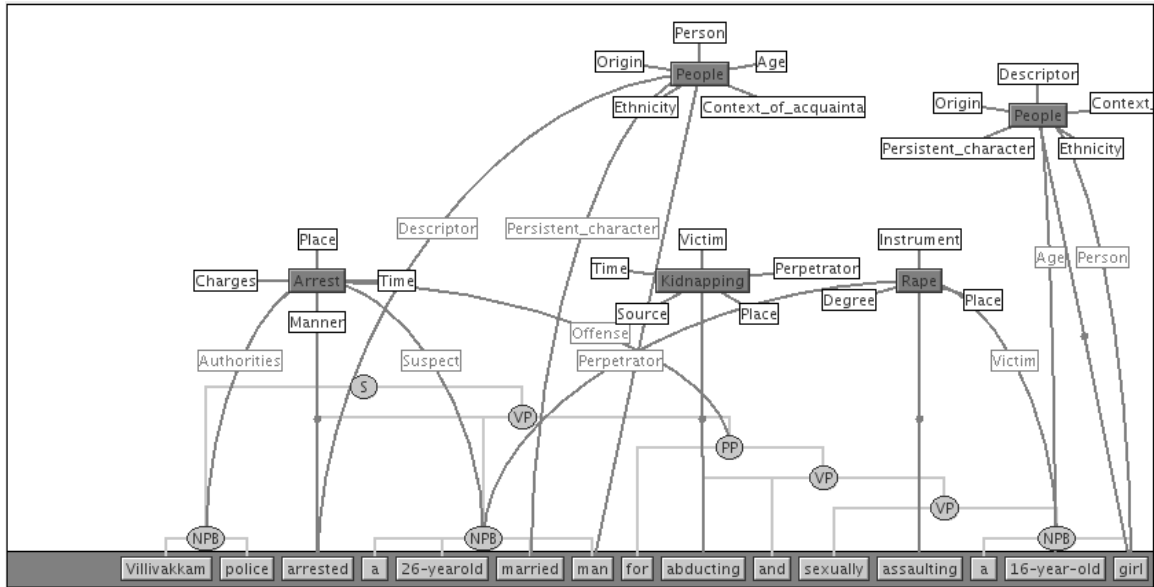 Person
Origin
Age
People
Descriptor
Ethnicity
Context_of_acquainta
Origin
Context_
People
Persistent_character
Ethnicity
Descriptor
Persistent_character
Place
Victim
Instrument
Age
Person
Charges
Arrest
Time
Time
Kidnapping
Perpetrator
Rape
Degree
Place
Manner
Source
Place
Offense
Authorities
Suspect
Perpetrator
Victim
S
VP
PP
VP
VP
NPB
NPB
NPB
Villivakkam police arrested a 26-yearold married man for abducting and sexually assaulting a 16-year-old girl